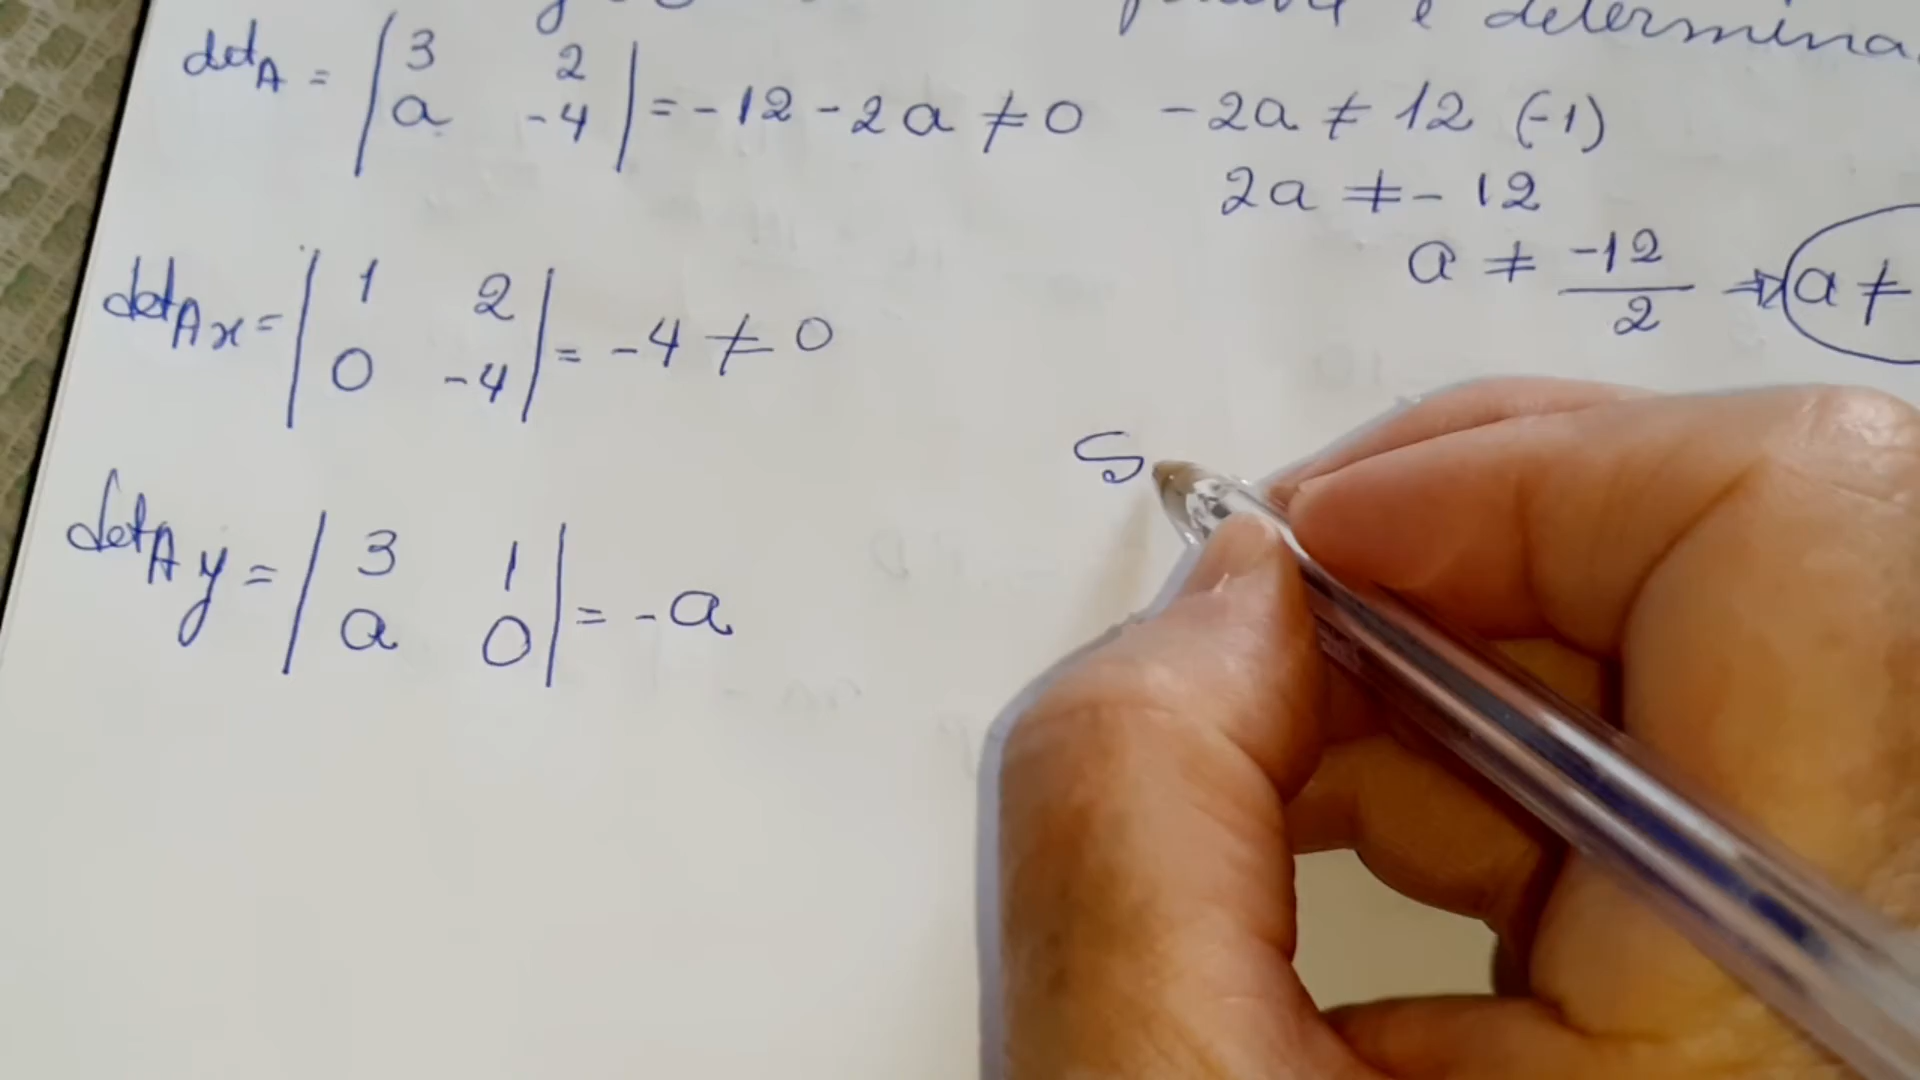 e determina
det_A = | 3 2 | = -12 - 2a ≠ 0 -2a ≠ 12 (-1)
| a -4 |
2a ≠ -12
a ≠ -12/2 ⇒ a ≠
det_Ax = | 1 2 | = -4 ≠ 0
| 0 -4 |
S
det_Ay = | 3 1 | = -a
| a 0 |